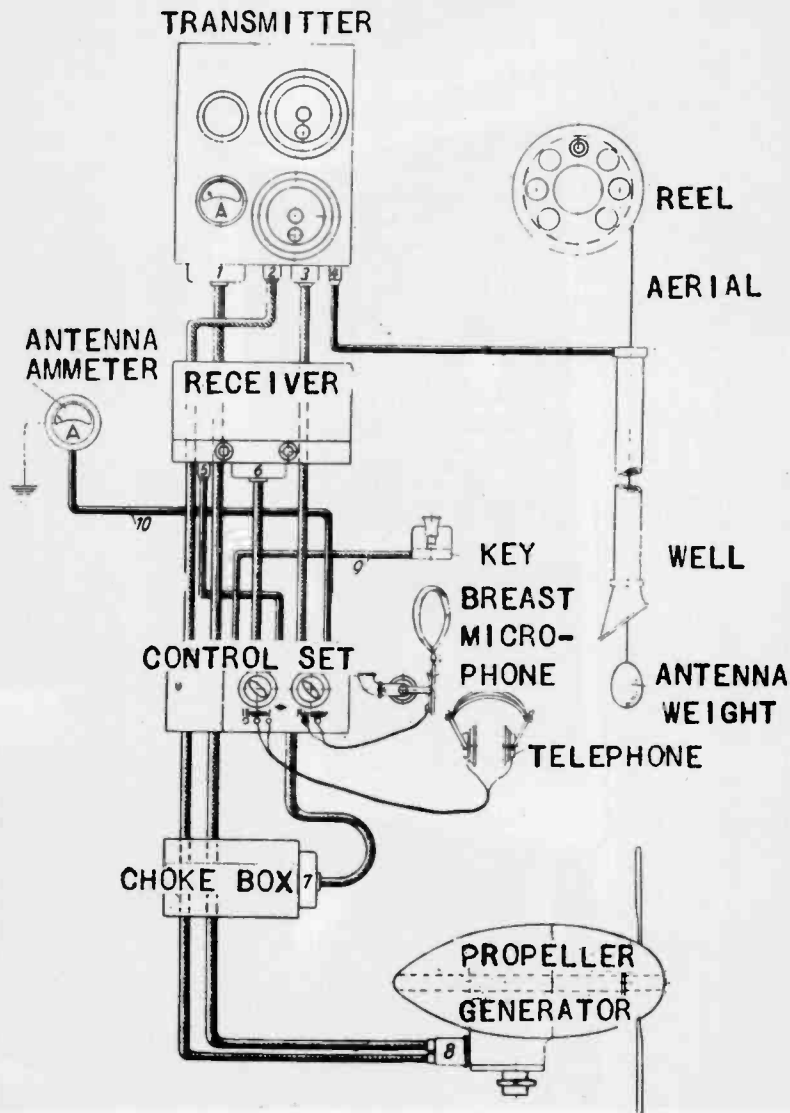 TRANSMITTER
A
1
2
3
4
REEL
AERIAL
ANTENNA
AMMETER
A
RECEIVER
5
6
10
9
KEY
WELL
BREAST
MICRO-
PHONE
CONTROL SET
ANTENNA
WEIGHT
TELEPHONE
CHOKE BOX
7
PROPELLER
GENERATOR
8